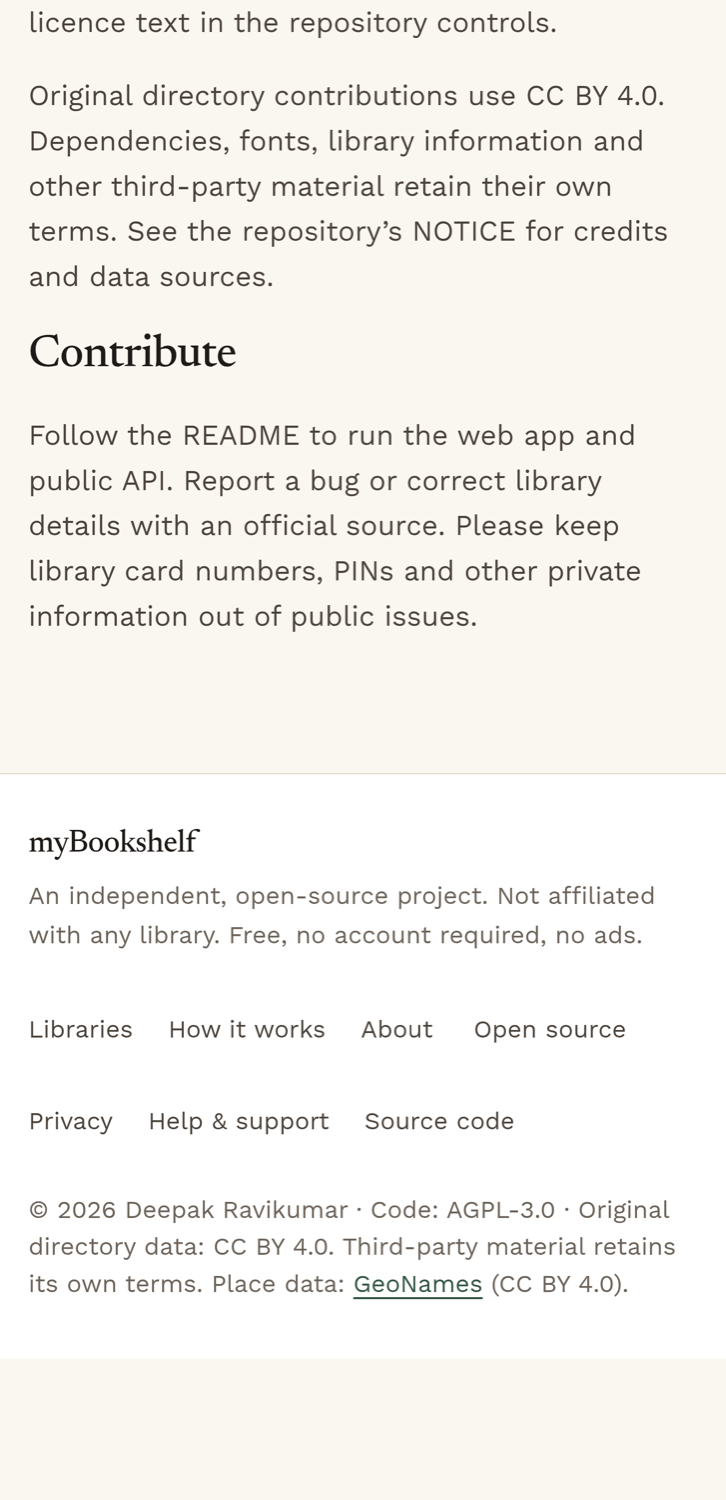 licence text in the repository controls.
Original directory contributions use CC BY 4.0.
Dependencies, fonts, library information and
other third-party material retain their own
terms. See the repository’s NOTICE for credits
and data sources.
Contribute
Follow the README to run the web app and
public API. Report a bug or correct library
details with an official source. Please keep
library card numbers, PINs and other private
information out of public issues.
myBookshelf
An independent, open-source project. Not affiliated
with any library. Free, no account required, no ads.
Libraries How it works About Open source
Privacy Help & support Source code
© 2026 Deepak Ravikumar · Code: AGPL-3.0 · Original
directory data: CC BY 4.0. Third-party material retains
its own terms. Place data: GeoNames (CC BY 4.0).